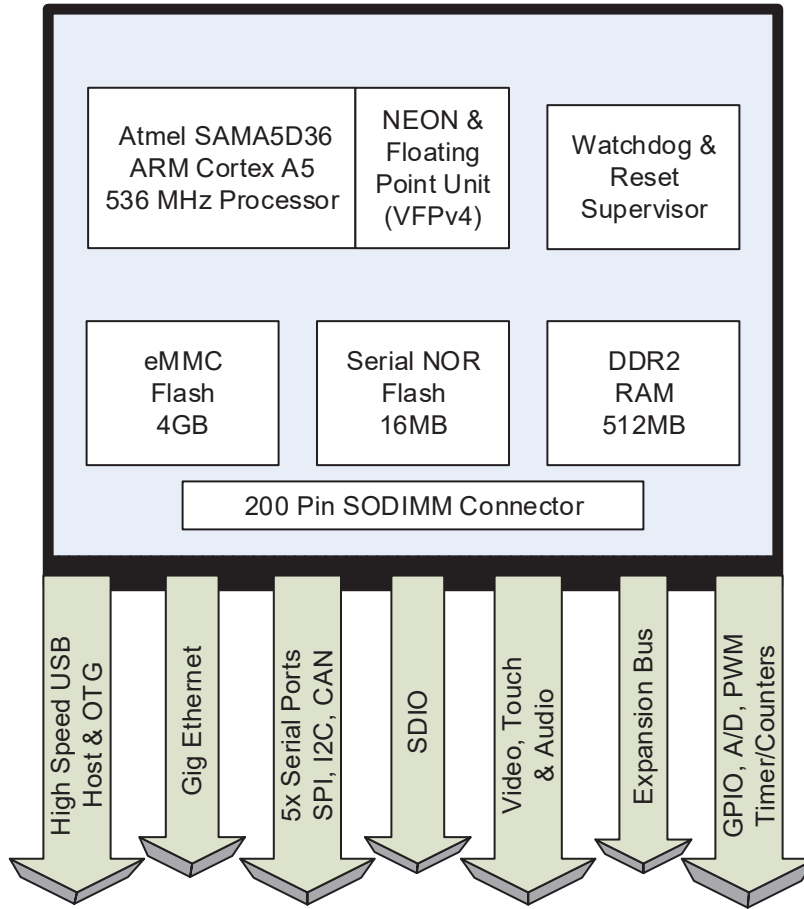 Atmel SAMA5D36
ARM Cortex A5
536 MHz Processor
NEON &
Floating
Point Unit
(VFPv4)
Watchdog &
Reset
Supervisor
eMMC
Flash
4GB
Serial NOR
Flash
16MB
DDR2
RAM
512MB
200 Pin SODIMM Connector
High Speed USB
Host & OTG
Gig Ethernet
5x Serial Ports
SPI, I2C, CAN
SDIO
Video, Touch
& Audio
Expansion Bus
GPIO, A/D, PWM
Timer/Counters